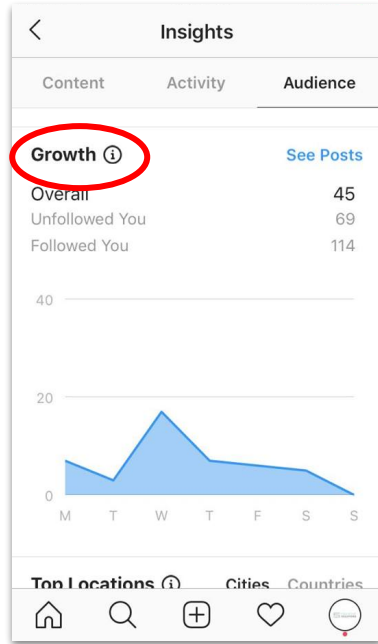 Insights
Content Activity Audience
Growth See Posts
Overall 45
Unfollowed You 69
Followed You 114
40
20
0
M T W T F S S
Top Locations Cities Countries